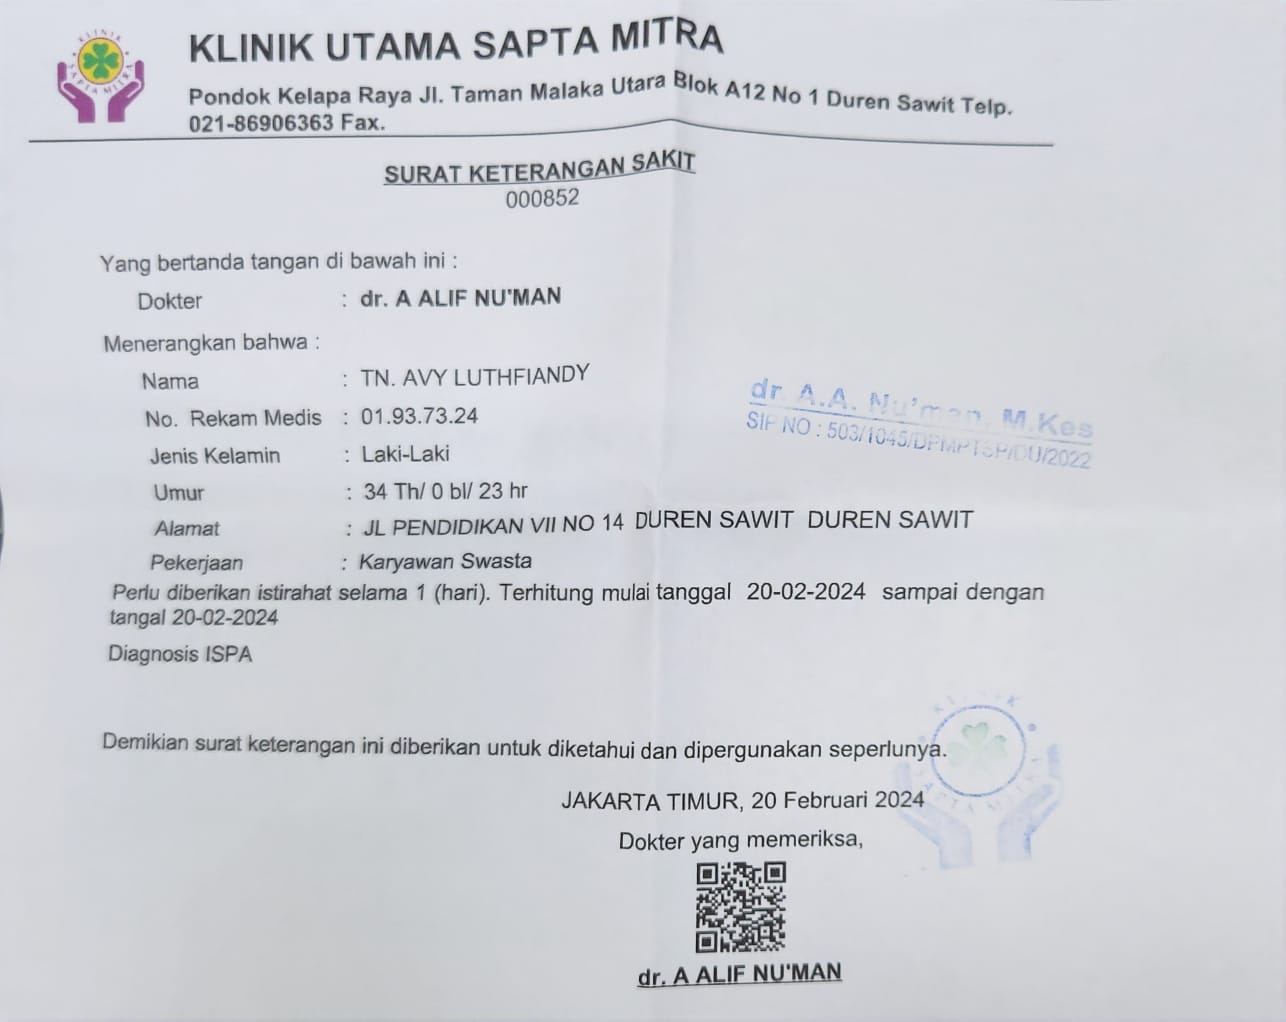 KLINIK
SAPTA MITRA
KLINIK UTAMA SAPTA MITRA
Pondok Kelapa Raya Jl. Taman Malaka Utara Blok A12 No 1 Duren Sawit Telp.
021-86906363 Fax.
SURAT KETERANGAN SAKIT
000852
Yang bertanda tangan di bawah ini :
Dokter : dr. A ALIF NU'MAN
Menerangkan bahwa :
Nama : TN. AVY LUTHFIANDY
No. Rekam Medis : 01.93.73.24
Jenis Kelamin : Laki-Laki
Umur : 34 Th/ 0 bl/ 23 hr
Alamat : JL PENDIDIKAN VII NO 14 DUREN SAWIT DUREN SAWIT
Pekerjaan : Karyawan Swasta
dr. A.A. Nu'man, M.Kes
SIP NO : 503/1045/DPMPTSP/DU/2022
Perlu diberikan istirahat selama 1 (hari). Terhitung mulai tanggal 20-02-2024 sampai dengan
tangal 20-02-2024
Diagnosis ISPA
Demikian surat keterangan ini diberikan untuk diketahui dan dipergunakan seperlunya.
JAKARTA TIMUR, 20 Februari 2024
Dokter yang memeriksa,
KLINIK
SAPTA MITRA
dr. A ALIF NU'MAN